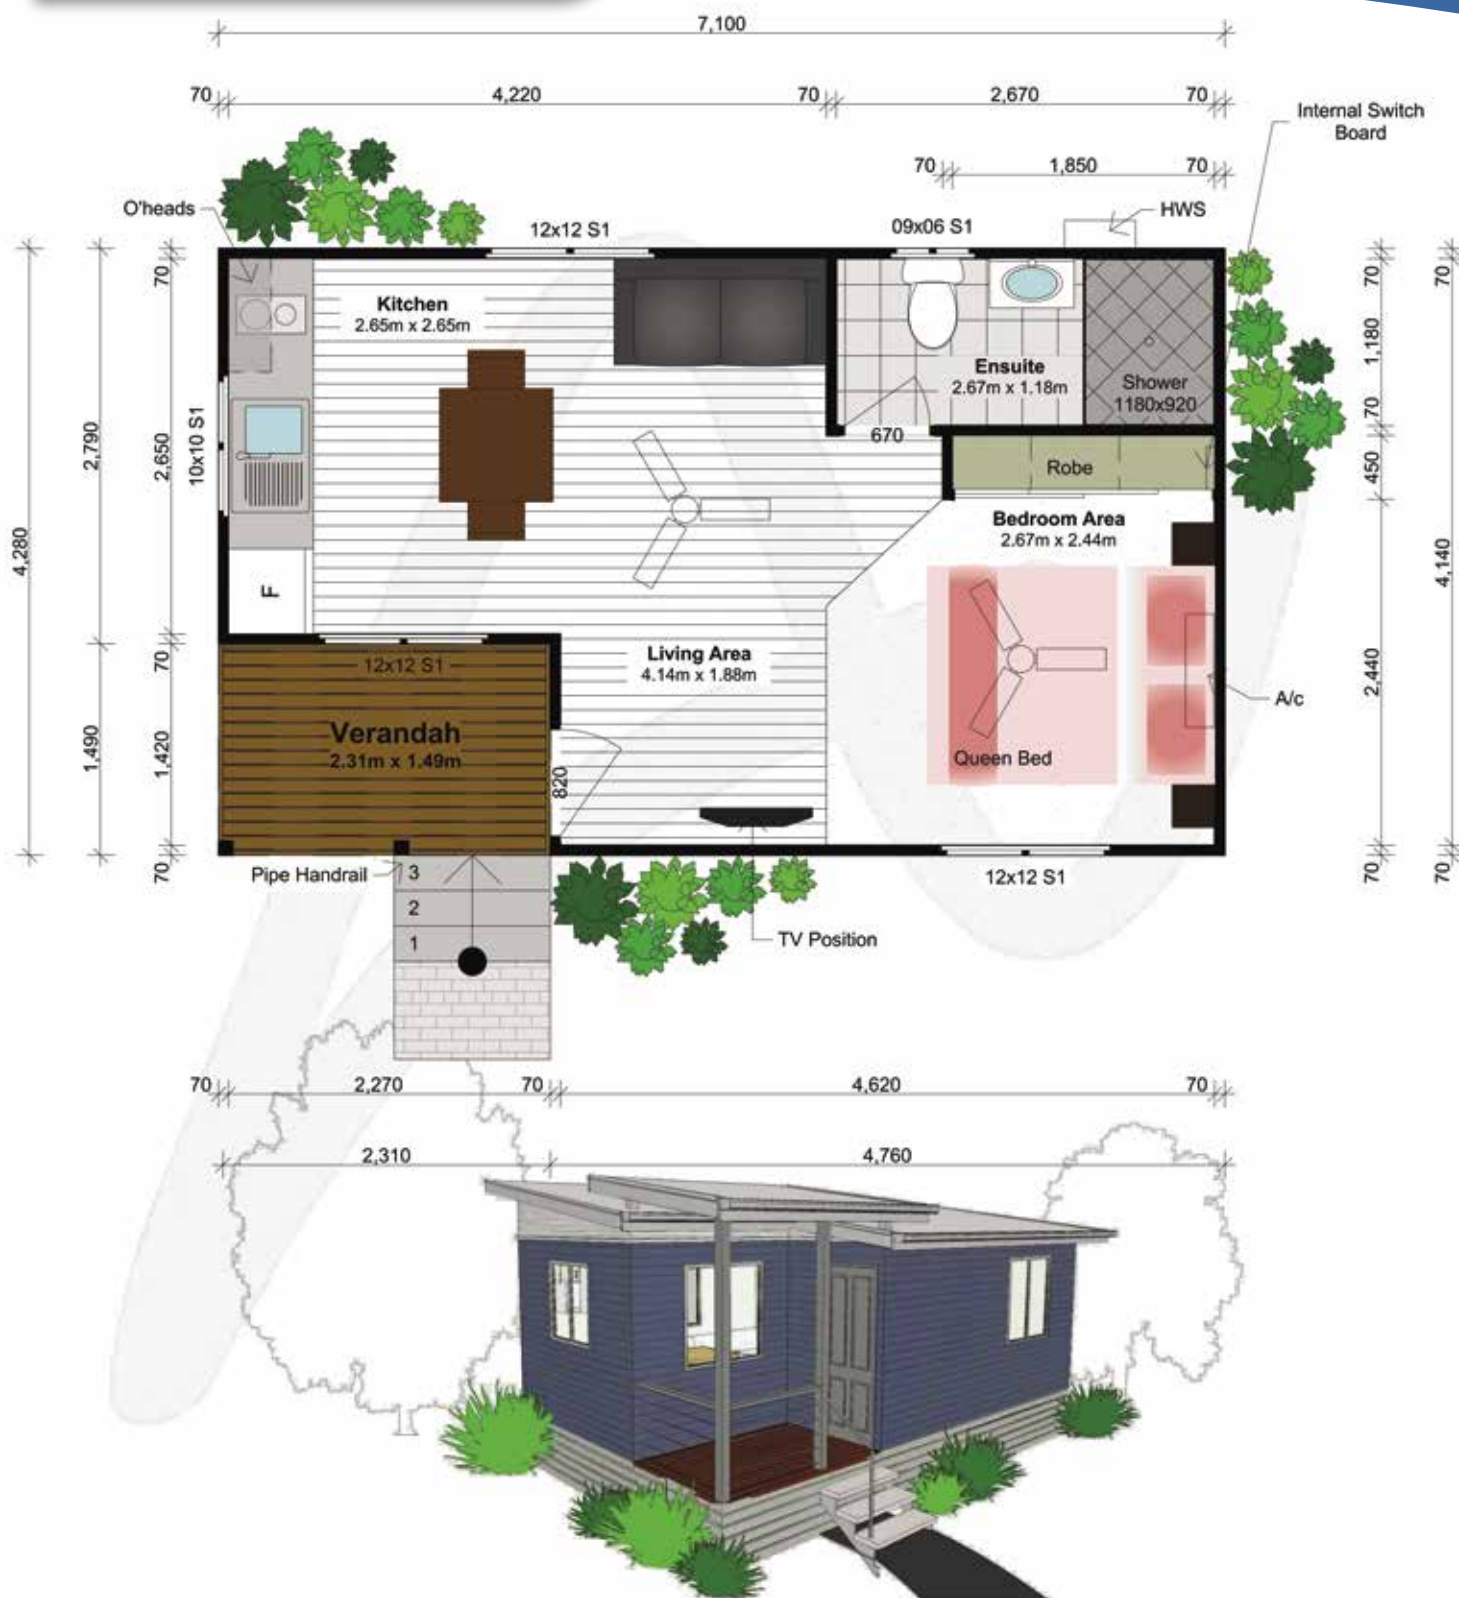 7,100
70
4,220
70
2,670
70
Internal Switch
Board
70
1,850
70
O'heads
HWS
12x12 S1
09x06 S1
Kitchen
2.65m x 2.65m
Ensuite
2.67m x 1.18m
Shower
1180x920
670
Robe
Bedroom Area
2.67m x 2.44m
10x10 S1
F
4,280
2,790
1,490
70
2,650
70
1,420
70
70
1,180
70
450
2,440
70
70
4,140
70
Living Area
4.14m x 1.88m
12x12 S1
Verandah
2.31m x 1.49m
820
Queen Bed
A/c
Pipe Handrail
3
2
1
12x12 S1
TV Position
70
2,270
70
4,620
70
2,310
4,760